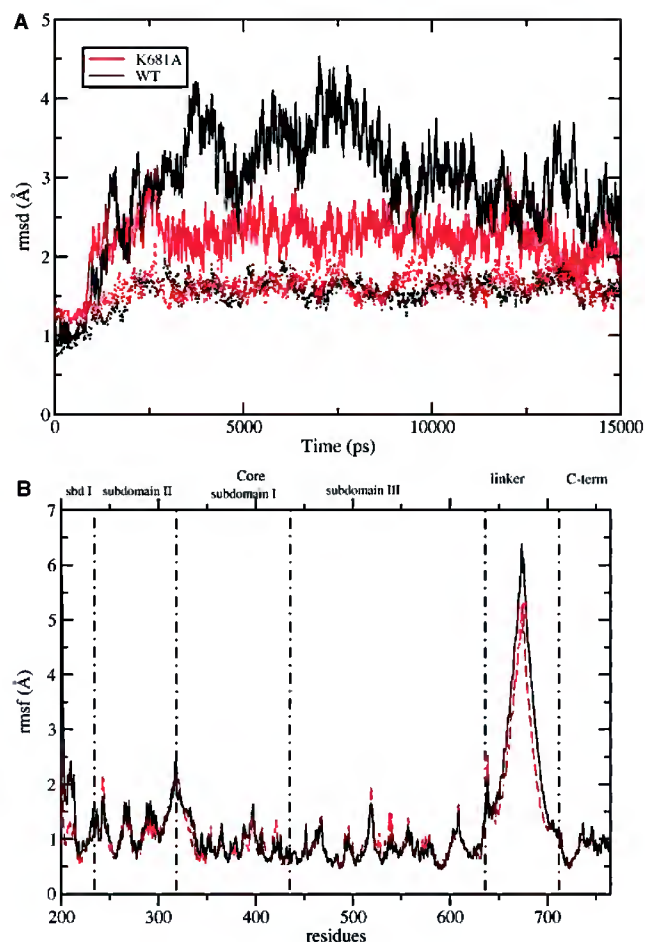 A
K681A
WT
5
4
3
2
1
0
rmsd (Å)
0 5000 10000 15000
Time (ps)
B
sbd I subdomain II Core subdomain I subdomain III linker C-term
7
6
5
4
3
2
1
0
rmsf (Å)
200 300 400 500 600 700
residues